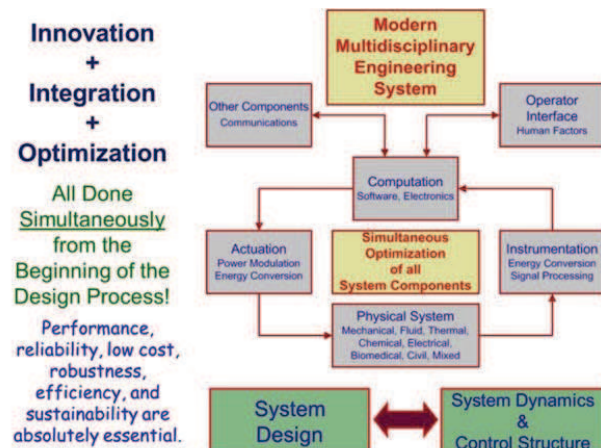 Innovation
+
Integration
+
Optimization
All Done
Simultaneously
from the
Beginning of the
Design Process!
Performance,
reliability, low cost,
robustness,
efficiency, and
sustainability are
absolutely essential.
Modern
Multidisciplinary
Engineering
System
Other Components
Communications
Operator
Interface
Human Factors
Computation
Software, Electronics
Actuation
Power Modulation
Energy Conversion
Simultaneous
Optimization
of all
System Components
Instrumentation
Energy Conversion
Signal Processing
Physical System
Mechanical, Fluid, Thermal,
Chemical, Electrical,
Biomedical, Civil, Mixed
System
Design
System Dynamics
&
Control Structure